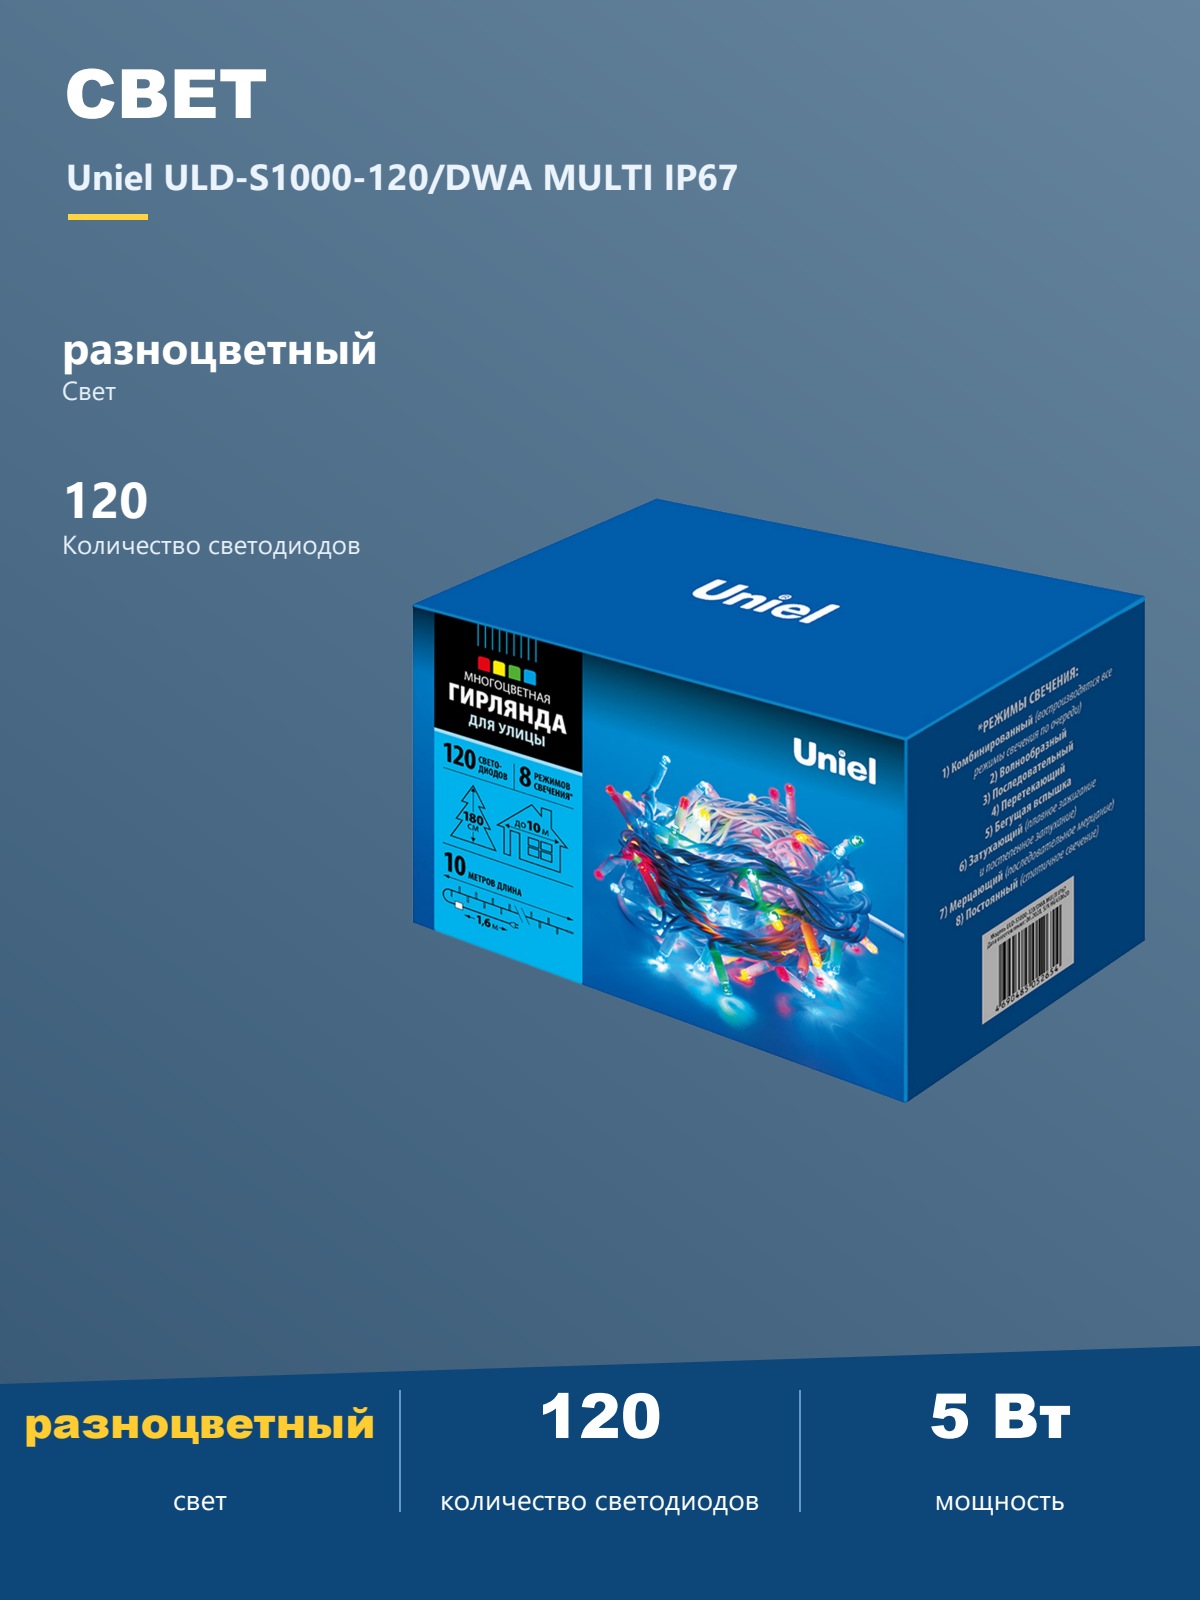 СВЕТ
Uniel ULD-S1000-120/DWA MULTI IP67
разноцветный
Свет
120
Количество светодиодов
Uniel
МНОГОЦВЕТНАЯ
ГИРЛЯНДА
ДЛЯ УЛИЦЫ
120 СВЕТО-
ДИОДОВ
8 РЕЖИМОВ
СВЕЧЕНИЯ*
180
СМ
до 10 м
10 МЕТРОВ ДЛИНА
1,6 м
Uniel
*РЕЖИМЫ СВЕЧЕНИЯ:
1) Комбинированный (воспроизводятся все
режимы свечения по очереди)
2) Волнообразный
3) Последовательный
4) Перетекающий
5) Бегущая вспышка
6) Затухающий (плавное зажигание
и постепенное затухание)
7) Мерцающий (последовательное мерцание)
8) Постоянный (статичное свечение)
разноцветный
свет
120
количество светодиодов
5 Вт
мощность